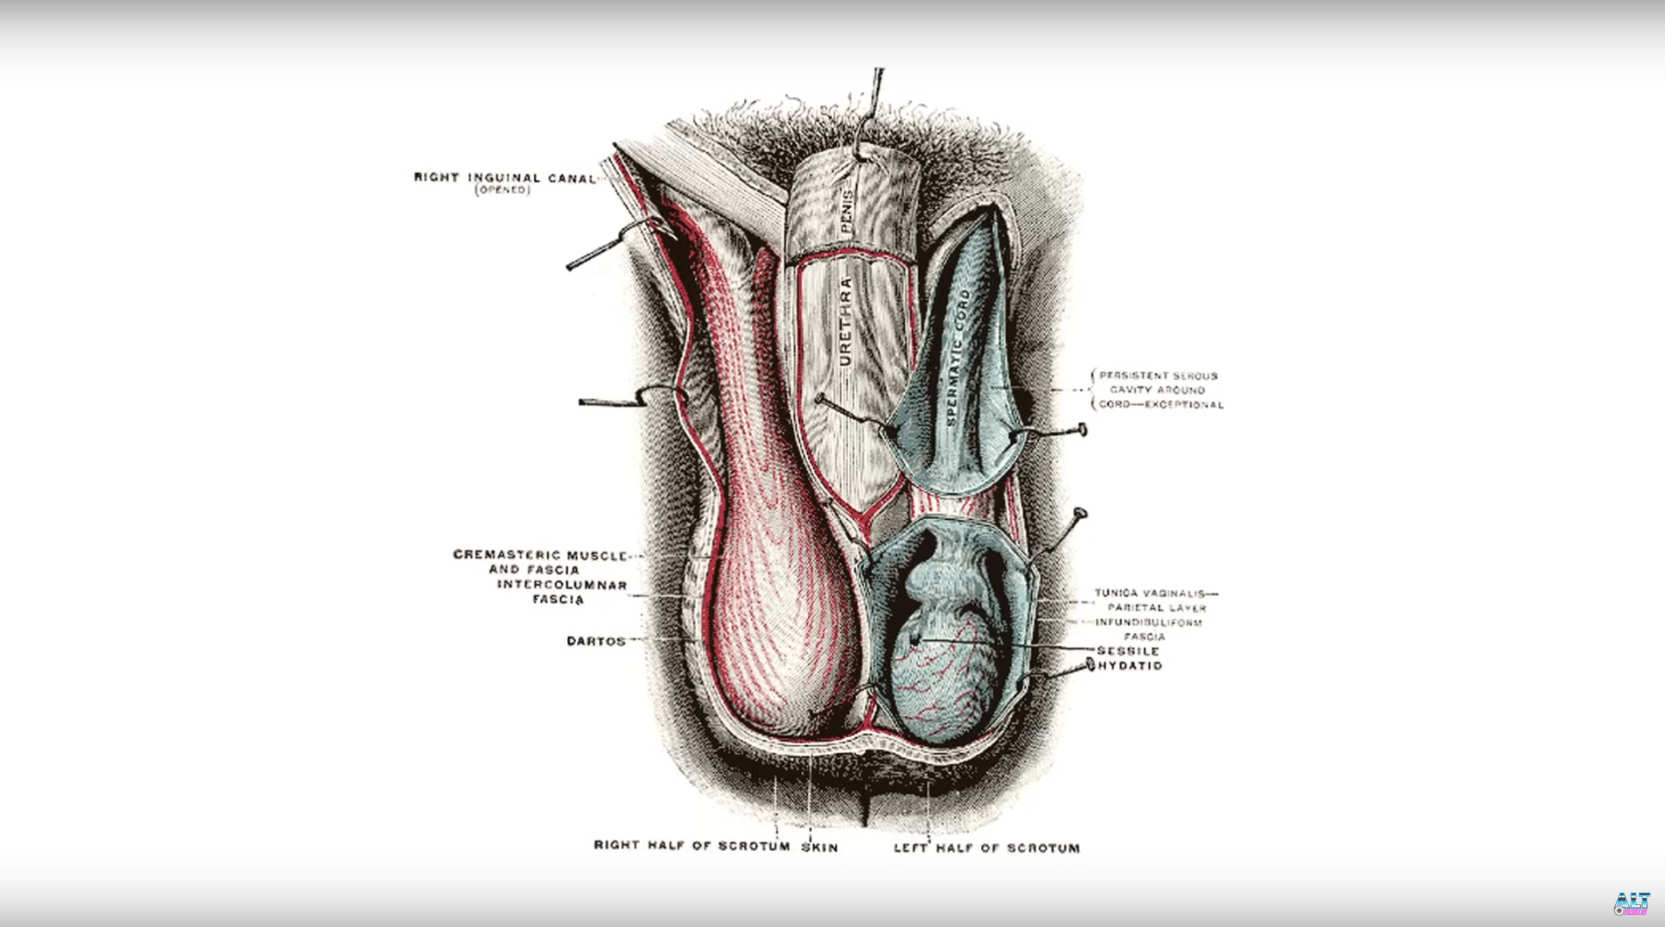 RIGHT INGUINAL CANAL
(OPENED)
PENIS
URETHRA
SPERMATIC CORD
PERSISTENT SEROUS
CAVITY AROUND
CORD—EXCEPTIONAL
CREMASTERIC MUSCLE
AND FASCIA
INTERCOLUMNAR
FASCIA
DARTOS
TUNICA VAGINALIS—
PARIETAL LAYER
INFUNDIBULIFORM
FASCIA
SESSILE
HYDATID
RIGHT HALF OF SCROTUM SKIN
LEFT HALF OF SCROTUM
ALT